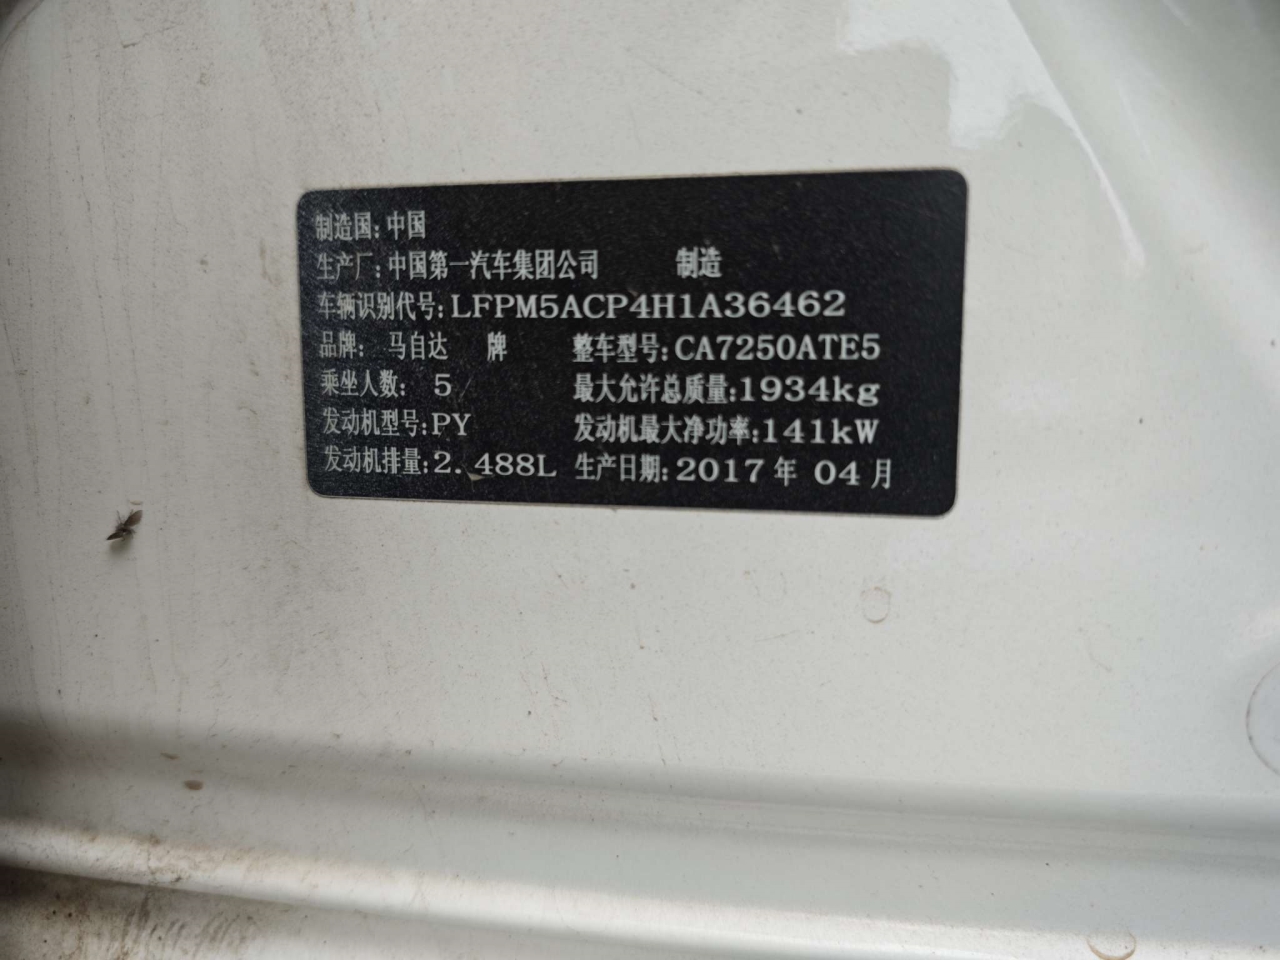 制造国:中国
生产厂:中国第一汽车集团公司 制造
车辆识别代号:LFPM5ACP4H1A36462
品牌: 马自达 牌 整车型号:CA7250ATE5
乘坐人数: 5 最大允许总质量:1934kg
发动机型号:PY 发动机最大净功率:141kW
发动机排量:2.488L 生产日期:2017年 04月